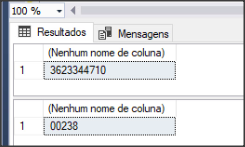 100 %
Resultados Mensagens
(Nenhum nome de coluna)
1 3623344710
(Nenhum nome de coluna)
1 00238